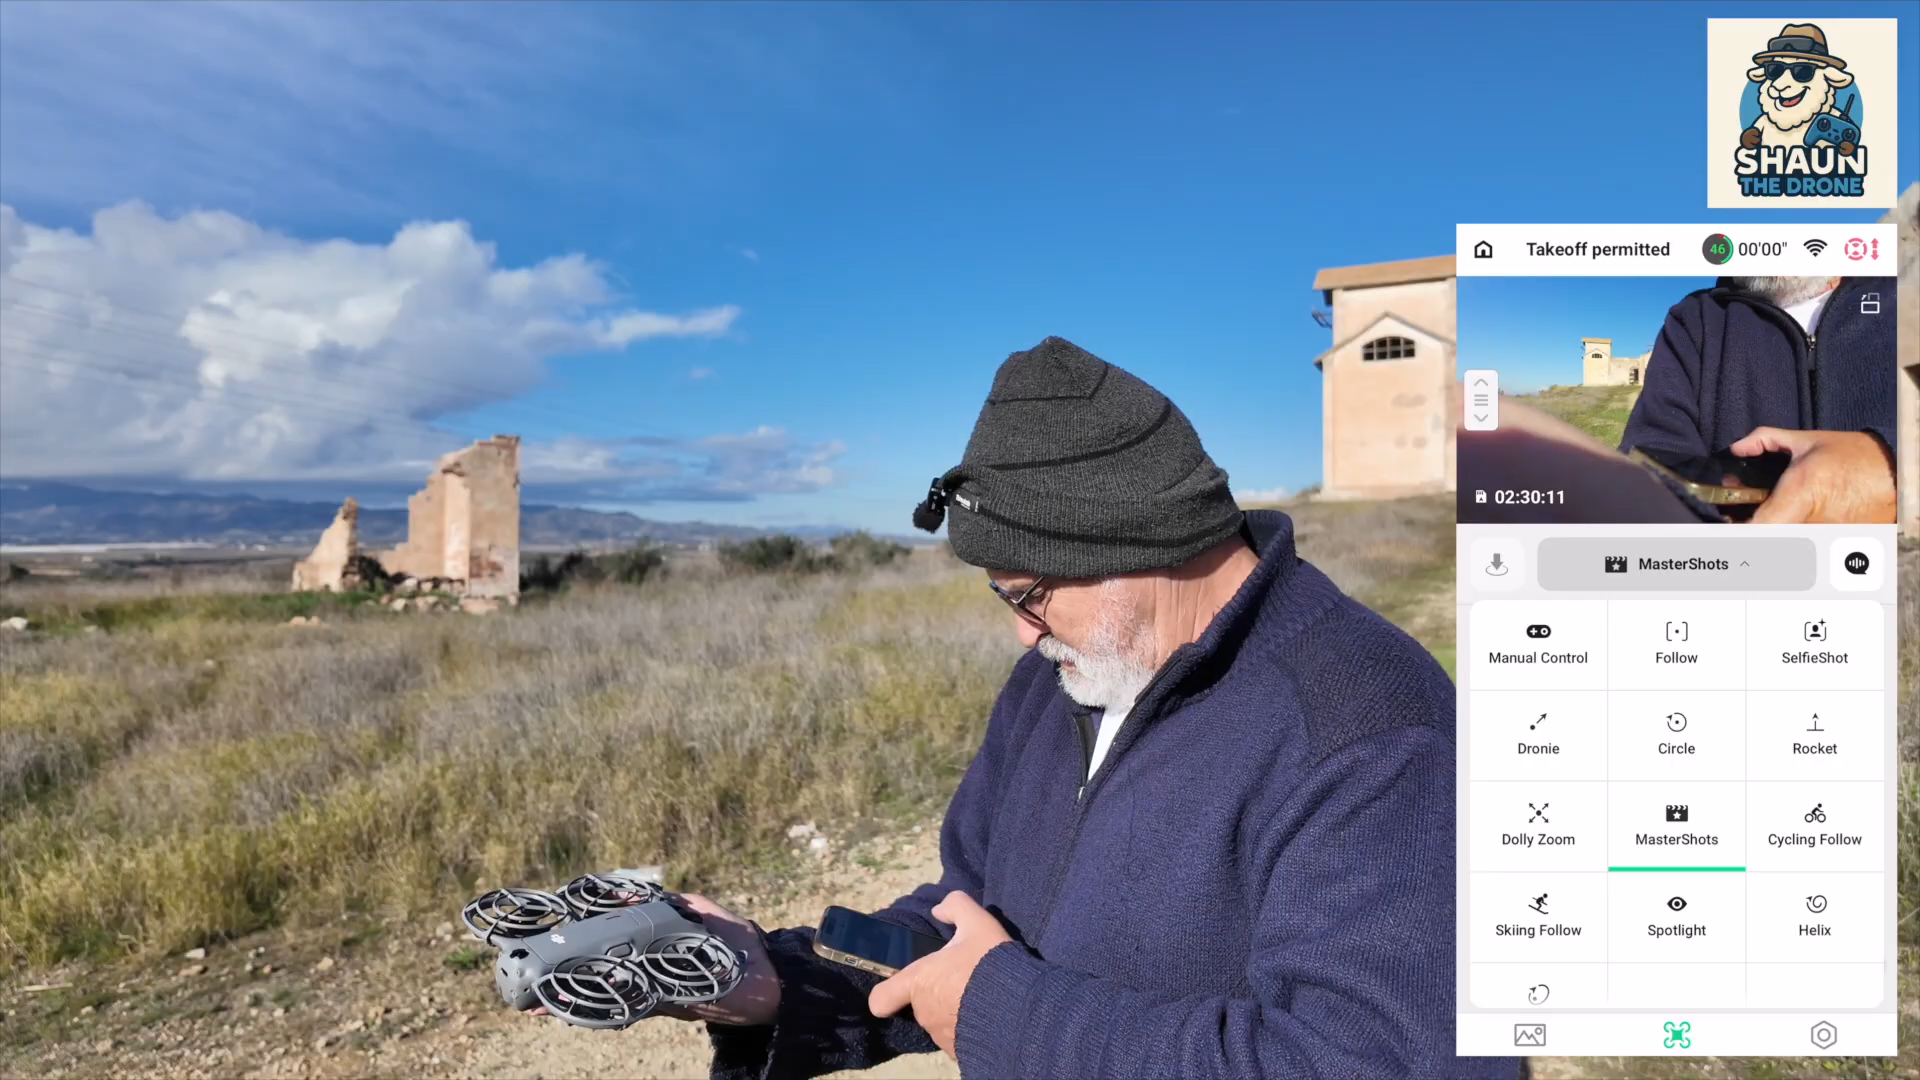 SHAUN
THE DRONE
Takeoff permitted
46
00'00"
02:30:11
MasterShots
Manual Control
Follow
SelfieShot
Dronie
Circle
Rocket
Dolly Zoom
MasterShots
Cycling Follow
Skiing Follow
Spotlight
Helix